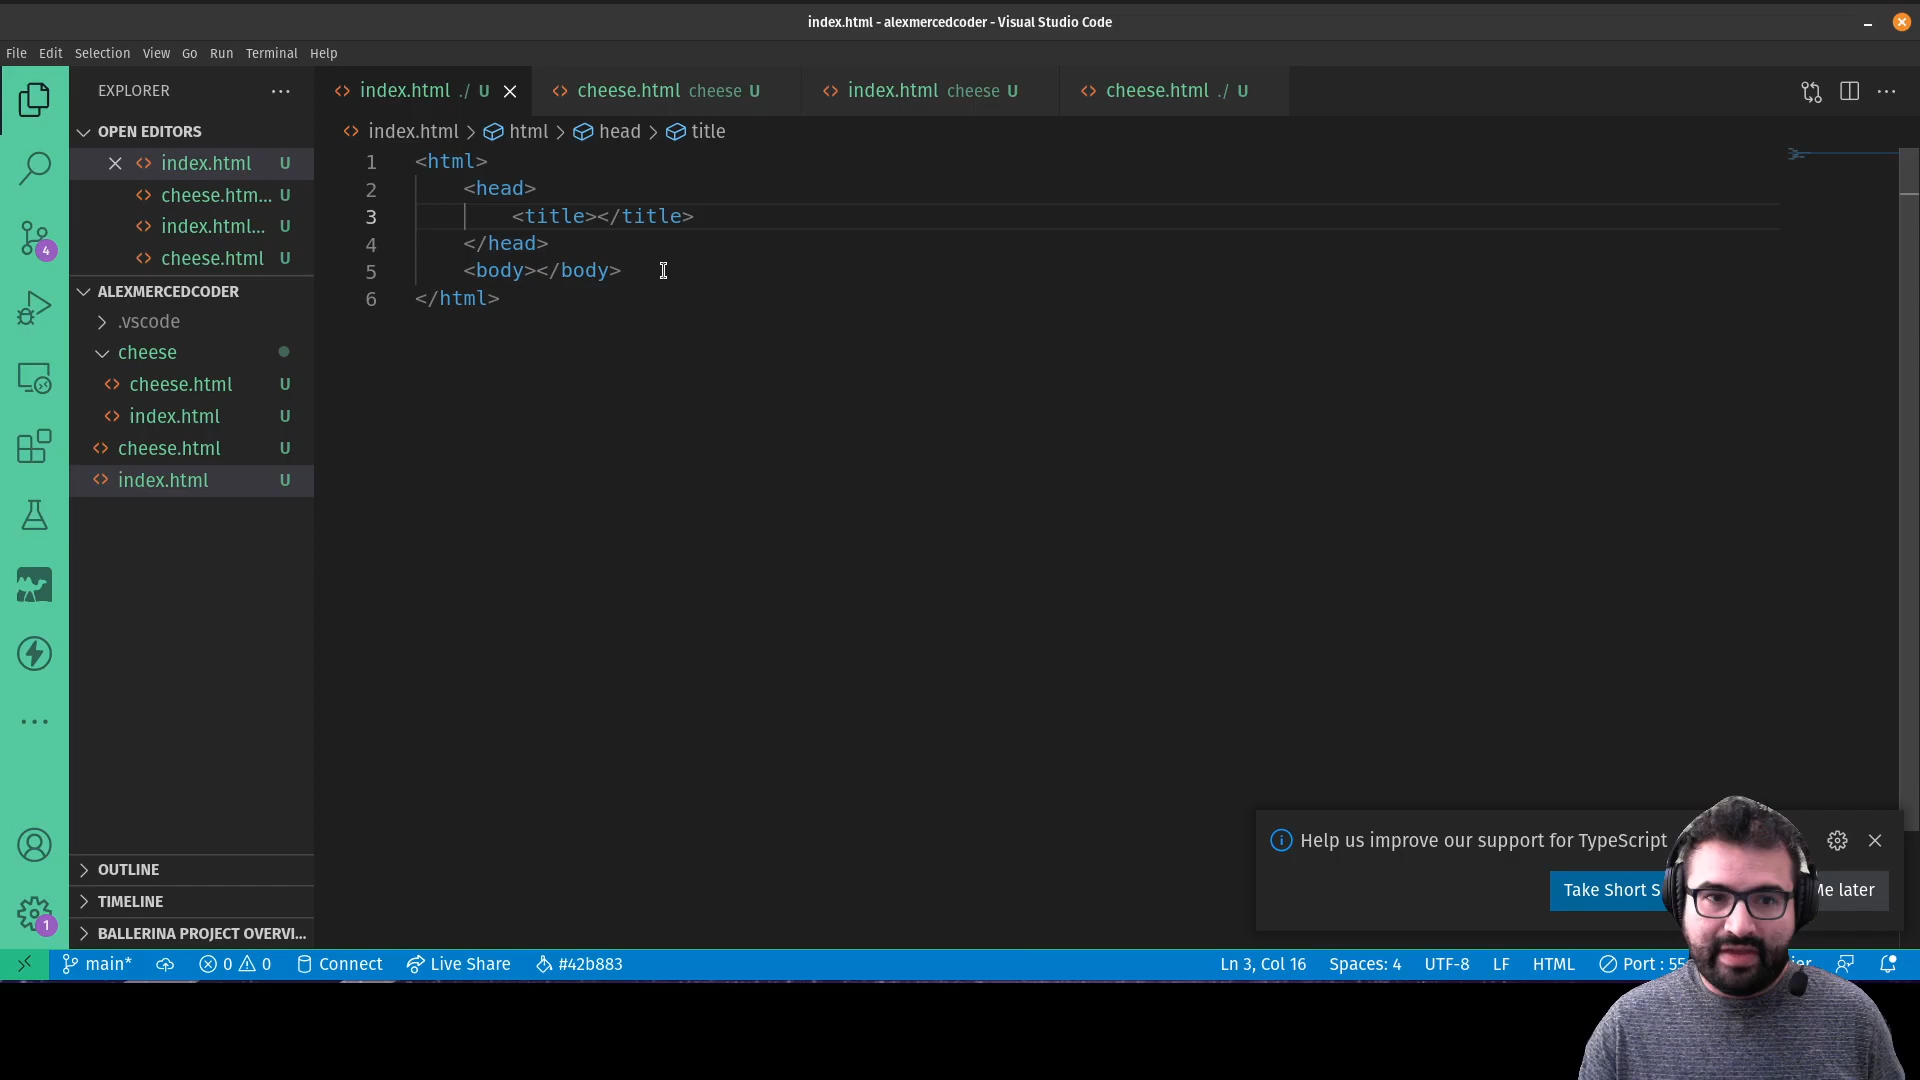 index.html - alexmercedcoder - Visual Studio Code
File Edit Selection View Go Run Terminal Help
EXPLORER
index.html ./ U
cheese.html cheese U
index.html cheese U
cheese.html ./ U
OPEN EDITORS
index.html U
cheese.htm... U
index.html... U
cheese.html U
ALEXMERCEDCODER
.vscode
cheese
cheese.html U
index.html U
cheese.html U
index.html U
OUTLINE
TIMELINE
BALLERINA PROJECT OVERVI...
index.html > html > head > title
1 <html>
2 <head>
3 <title></title>
4 </head>
5 <body></body>
6 </html>
4
1
Help us improve our support for TypeScript
Take Short S
Me later
main* 0 0 Connect Live Share #42b883
Ln 3, Col 16 Spaces: 4 UTF-8 LF HTML Port : 55